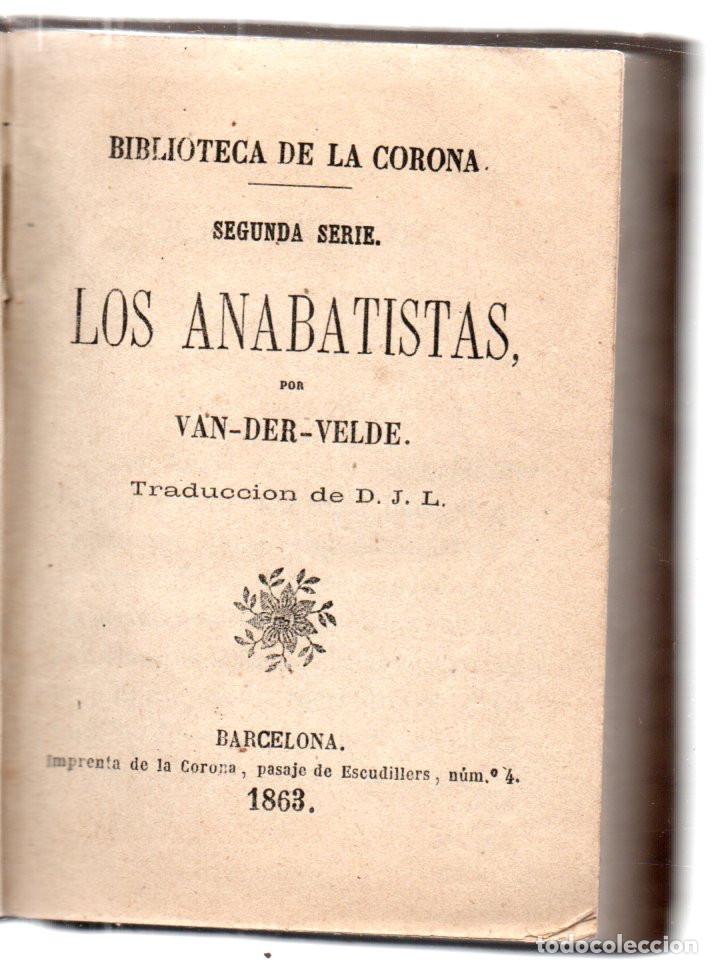 BIBLIOTECA DE LA CORONA.
SEGUNDA SERIE.
LOS ANABATISTAS,
POR
VAN-DER-VELDE.
Traduccion de D. J. L.
BARCELONA.
Imprenta de la Corona, pasaje de Escudillers, núm.º 4.
1863.
todocoleccion